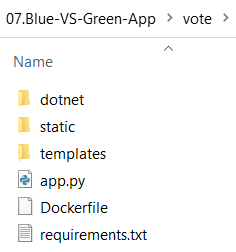 07.Blue-VS-Green-App > vote >
Name
dotnet
static
templates
app.py
Dockerfile
requirements.txt